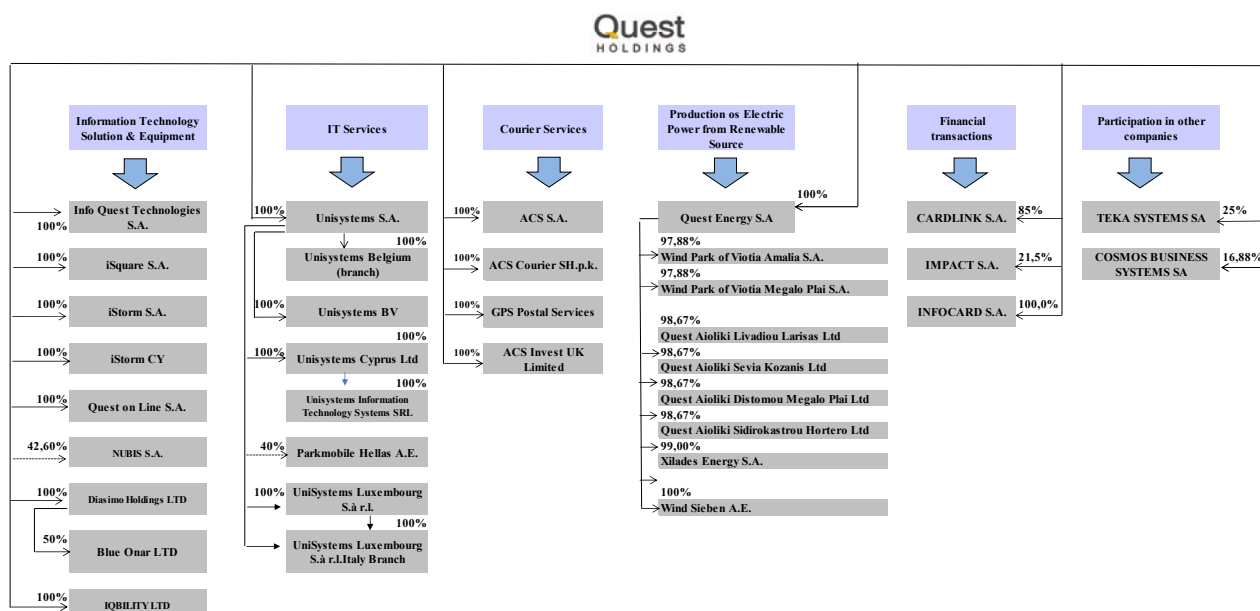 Quest
HOLDINGS
Information Technology
Solution & Equipment
Info Quest Technologies
S.A.
100%
100%
iSquare S.A.
100%
iStorm S.A.
100%
iStorm CY
100%
Quest on Line S.A.
42,60%
NUBIS S.A.
100%
Diasimo Holdings LTD
50%
Blue Onar LTD
100%
IQBILITY LTD
IT Services
100%
Unisystems S.A.
100%
Unisystems Belgium
(branch)
100%
Unisystems BV
100%
100%
Unisystems Cyprus Ltd
100%
Unisystems Information
Technology Systems SRL
40%
Parkmobile Hellas A.E.
100%
UniSystems Luxembourg
S.à r.l.
100%
UniSystems Luxembourg
S.à r.l.Italy Branch
Courier Services
100%
ACS S.A.
100%
ACS Courier SH.p.k.
100%
GPS Postal Services
100%
ACS Invest UK
Limited
Production os Electric
Power from Renewable
Source
100%
Quest Energy S.A
97,88%
Wind Park of Viotia Amalia S.A.
97,88%
Wind Park of Viotia Megalo Plai S.A.
98,67%
Quest Aioliki Livadiou Larisas Ltd
98,67%
Quest Aioliki Sevia Kozanis Ltd
98,67%
Quest Aioliki Distomou Megalo Plai Ltd
98,67%
Quest Aioliki Sidirokastrou Hortero Ltd
99,00%
Xilades Energy S.A.
100%
Wind Sieben A.E.
Financial
transactions
CARDLINK S.A.
85%
IMPACT S.A.
21,5%
INFOCARD S.A.
100,0%
Participation in other
companies
TEKA SYSTEMS SA
25%
COSMOS BUSINESS
SYSTEMS SA
16,88%